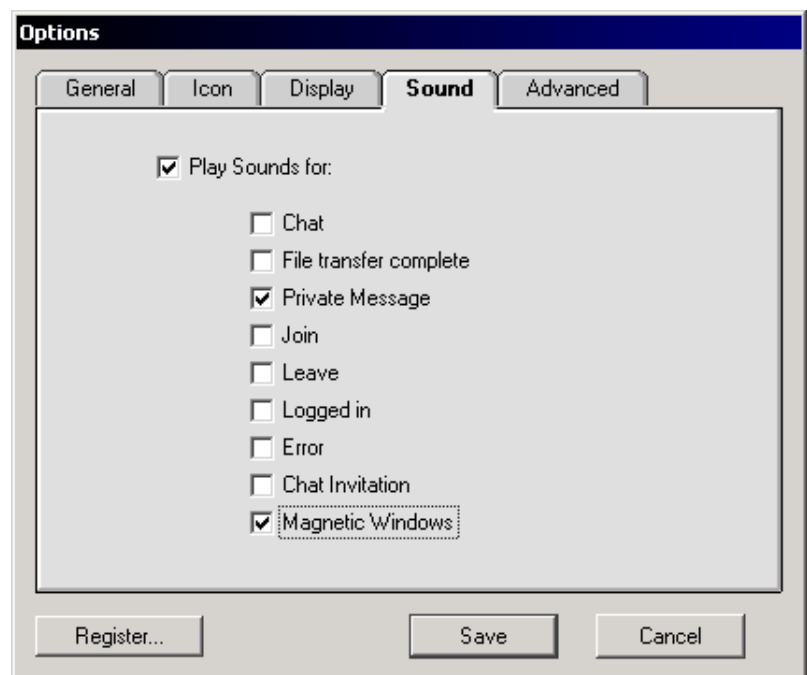 Options
General Icon Display Sound Advanced
Play Sounds for:
Chat
File transfer complete
Private Message
Join
Leave
Logged in
Error
Chat Invitation
Magnetic Windows
Register... Save Cancel